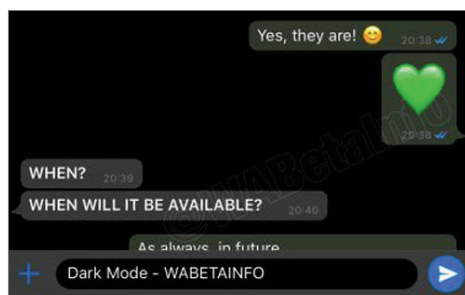 Yes, they are! 😊 20:38
20:38
WHEN? 20:39
WHEN WILL IT BE AVAILABLE? 20:40
As always, in future
Dark Mode - WABETAINFO
@WABetaInfo